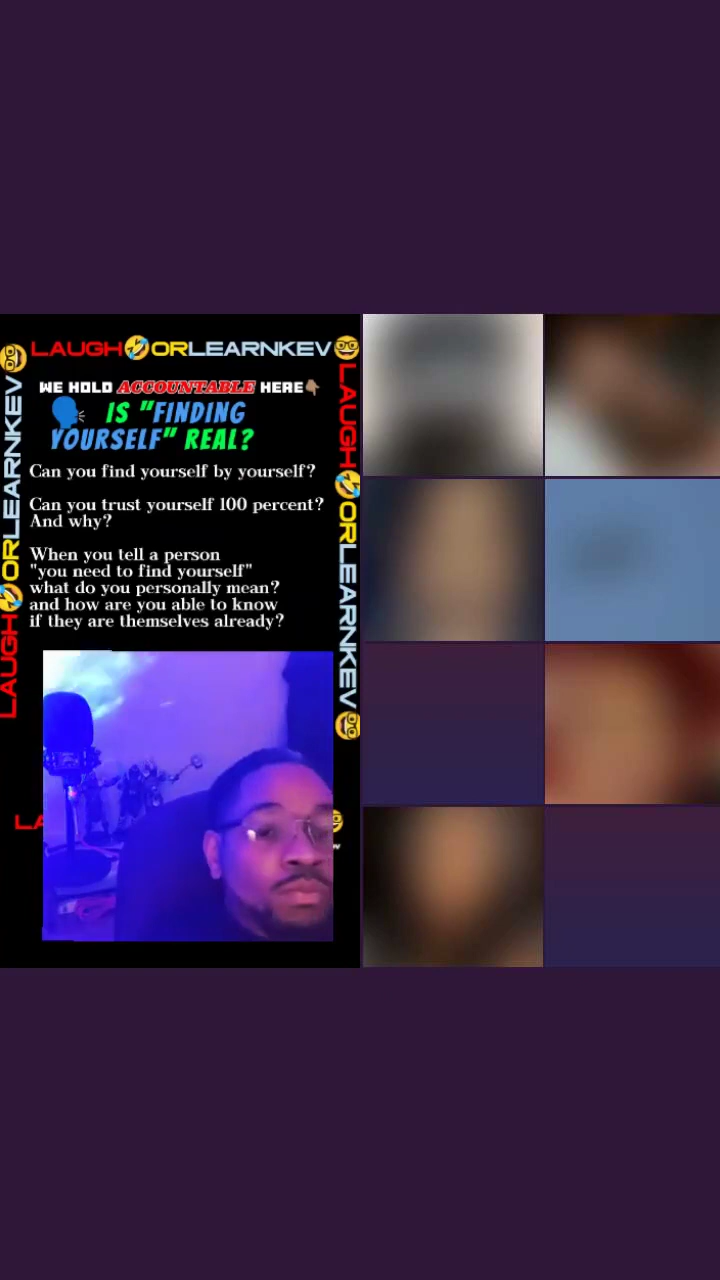 LAUGH🤣ORLEARNKEV🤓
WE HOLD ACCOUNTABLE HERE👇🏽
🗣 IS "FINDING
YOURSELF" REAL?
Can you find yourself by yourself?
Can you trust yourself 100 percent?
And why?
When you tell a person
"you need to find yourself"
what do you personally mean?
and how are you able to know
if they are themselves already?
LAUGH🤣ORLEARNKEV🤓
LAUGH🤣ORLEARNKEV🤓
LA